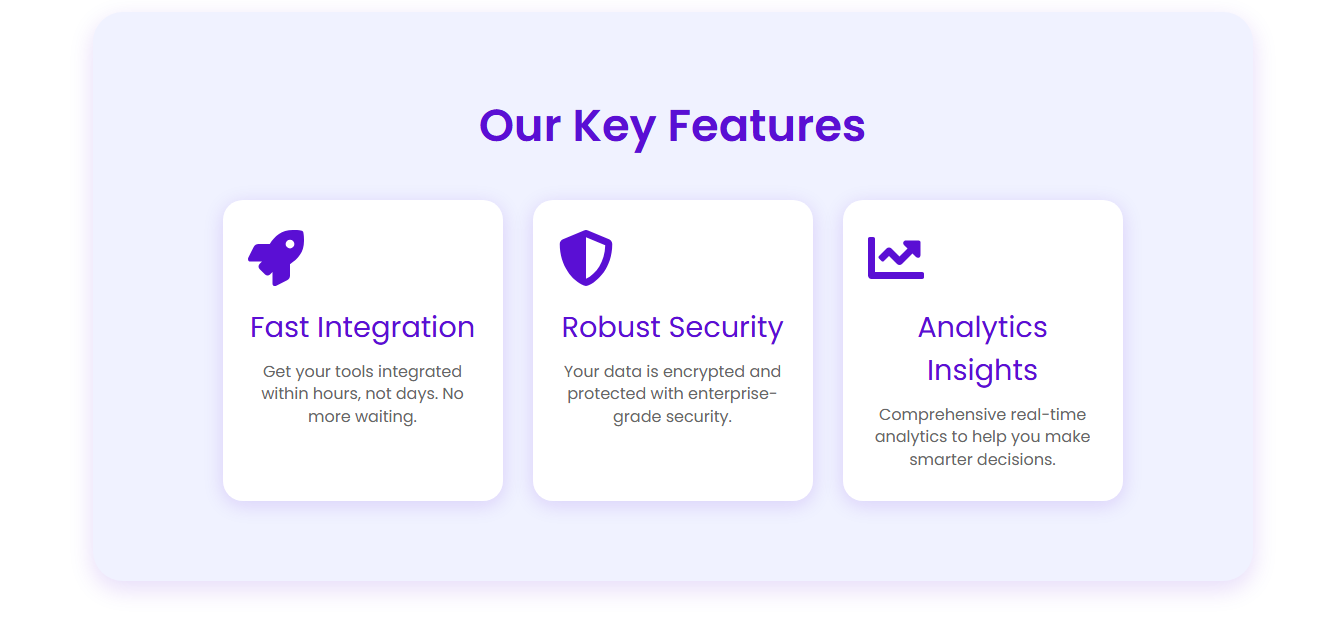 Our Key Features
Fast Integration
Get your tools integrated
within hours, not days. No
more waiting.
Robust Security
Your data is encrypted and
protected with enterprise-
grade security.
Analytics
Insights
Comprehensive real-time
analytics to help you make
smarter decisions.